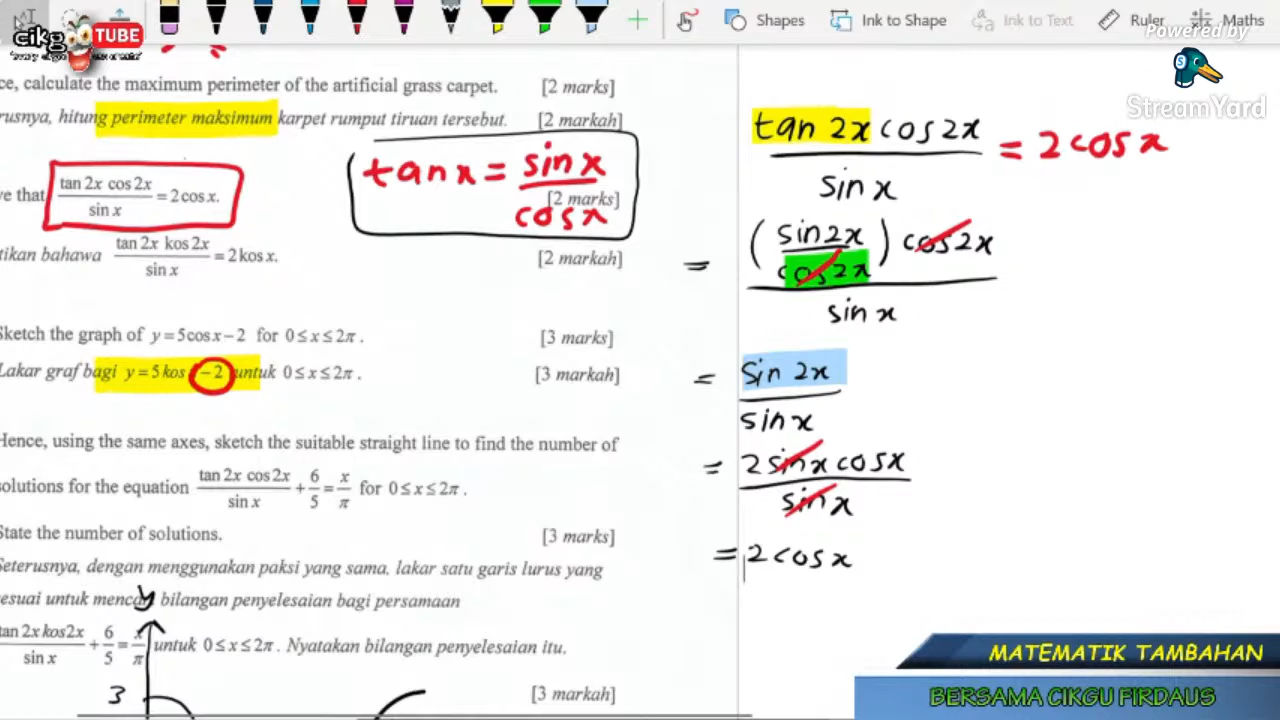 Shapes Ink to Shape Ink to Text Ruler Maths
cikgooTUBE
Powered by
StreamYard
ce, calculate the maximum perimeter of the artificial grass carpet. [2 marks]
rusnya, hitung perimeter maksimum karpet rumput tiruan tersebut. [2 markah]
tan x = sin x / cos x
ve that tan 2x cos 2x / sin x = 2 cos x. [2 marks]
tikan bahawa tan 2x kos 2x / sin x = 2 kos x. [2 markah]
Sketch the graph of y = 5 cos x − 2 for 0 ≤ x ≤ 2π. [3 marks]
Lakar graf bagi y = 5 kos − 2 untuk 0 ≤ x ≤ 2π. [3 markah]
Hence, using the same axes, sketch the suitable straight line to find the number of
solutions for the equation tan 2x cos 2x / sin x + 6/5 = x/π for 0 ≤ x ≤ 2π.
State the number of solutions. [3 marks]
Seterusnya, dengan menggunakan paksi yang sama, lakar satu garis lurus yang
esuai untuk mencari bilangan penyelesaian bagi persamaan
tan 2x kos 2x / sin x + 6/5 = x/π untuk 0 ≤ x ≤ 2π. Nyatakan bilangan penyelesaian itu.
[3 markah]
y
3
tan 2x cos 2x / sin x = 2 cos x
= (sin 2x / cos 2x) cos 2x / sin x
= sin 2x / sin x
= 2 sin x cos x / sin x
= 2 cos x
MATEMATIK TAMBAHAN
BERSAMA CIKGU FIRDAUS